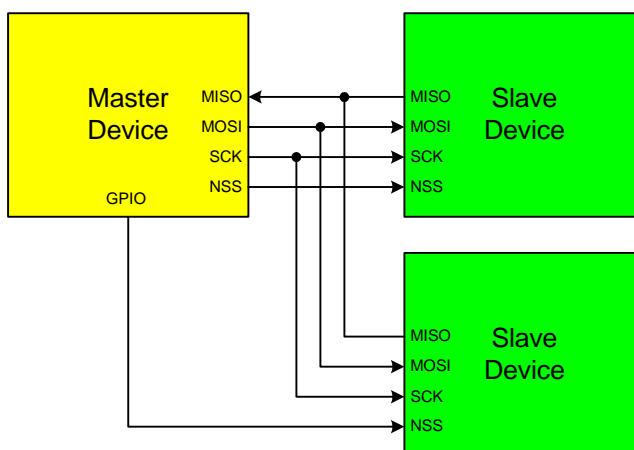 Master
Device
MISO
MOSI
SCK
NSS
GPIO
MISO
MOSI
SCK
NSS
Slave
Device
MISO
MOSI
SCK
NSS
Slave
Device